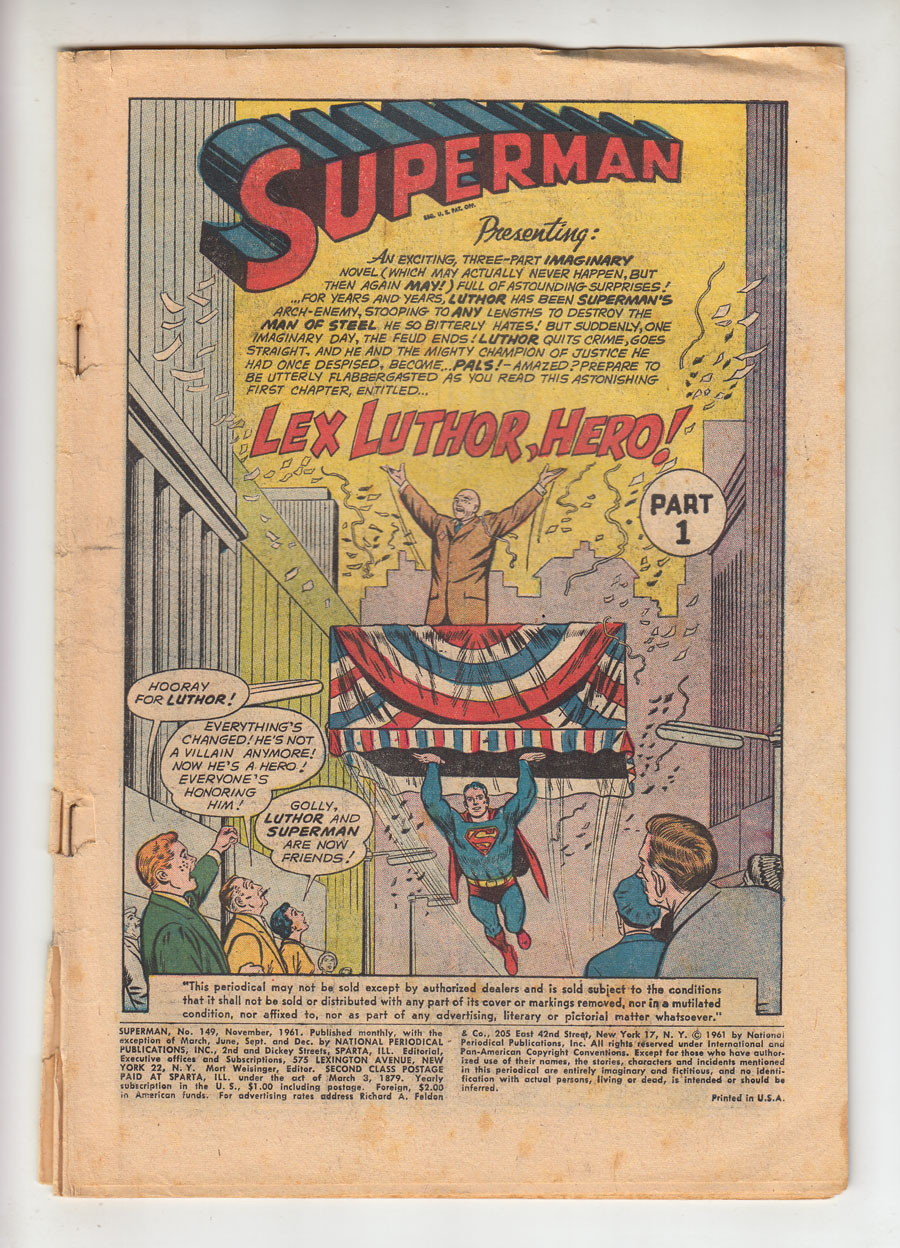 SUPERMAN
REG. U. S. PAT. OFF.
Presenting:
AN EXCITING, THREE-PART IMAGINARY
NOVEL (WHICH MAY ACTUALLY NEVER HAPPEN, BUT
THEN AGAIN MAY!) FULL OF ASTOUNDING SURPRISES!
...FOR YEARS AND YEARS, LUTHOR HAS BEEN SUPERMAN'S
ARCH-ENEMY, STOOPING TO ANY LENGTHS TO DESTROY THE
MAN OF STEEL HE SO BITTERLY HATES! BUT SUDDENLY, ONE
IMAGINARY DAY, THE FEUD ENDS! LUTHOR QUITS CRIME, GOES
STRAIGHT. AND HE AND THE MIGHTY CHAMPION OF JUSTICE HE
HAD ONCE DESPISED, BECOME... PALS!—AMAZED? PREPARE TO
BE UTTERLY FLABBERGASTED AS YOU READ THIS ASTONISHING
FIRST CHAPTER, ENTITLED...
LEX LUTHOR, HERO!
PART
1
HOORAY
FOR LUTHOR!
EVERYTHING'S
CHANGED! HE'S NOT
A VILLAIN ANYMORE!
NOW HE'S A HERO!
EVERYONE'S
HONORING
HIM!
GOLLY,
LUTHOR AND
SUPERMAN
ARE NOW
FRIENDS!
S
"This periodical may not be sold except by authorized dealers and is sold subject to the conditions
that it shall not be sold or distributed with any part of its cover or markings removed, nor in a mutilated
condition, nor affixed to, nor as part of any advertising, literary or pictorial matter whatsoever."
SUPERMAN, No. 149, November, 1961. Published monthly, with the
exception of March, June, Sept. and Dec. by NATIONAL PERIODICAL
PUBLICATIONS, INC., 2nd and Dickey Streets, SPARTA, ILL. Editorial,
Executive offices and Subscriptions, 575 LEXINGTON AVENUE, NEW
YORK 22, N. Y. Mort Weisinger, Editor. SECOND CLASS POSTAGE
PAID AT SPARTA, ILL. under the act of March 3, 1879. Yearly
subscription in the U. S., $1.00 including postage. Foreign, $2.00
in American funds. For advertising rates address Richard A. Feldon
& Co., 205 East 42nd Street, New York 17, N. Y. © 1961 by National
Periodical Publications, Inc. All rights reserved under International and
Pan-American Copyright Conventions. Except for those who have author-
ized use of their names, the stories, characters and incidents mentioned
in this periodical are entirely imaginary and fictitious, and no identi-
fication with actual persons, living or dead, is intended or should be
inferred.
Printed in U.S.A.